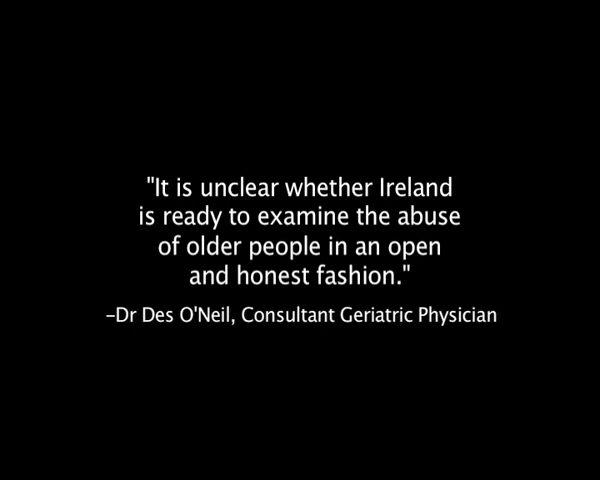 "It is unclear whether Ireland
is ready to examine the abuse
of older people in an open
and honest fashion."
–Dr Des O'Neil, Consultant Geriatric Physician